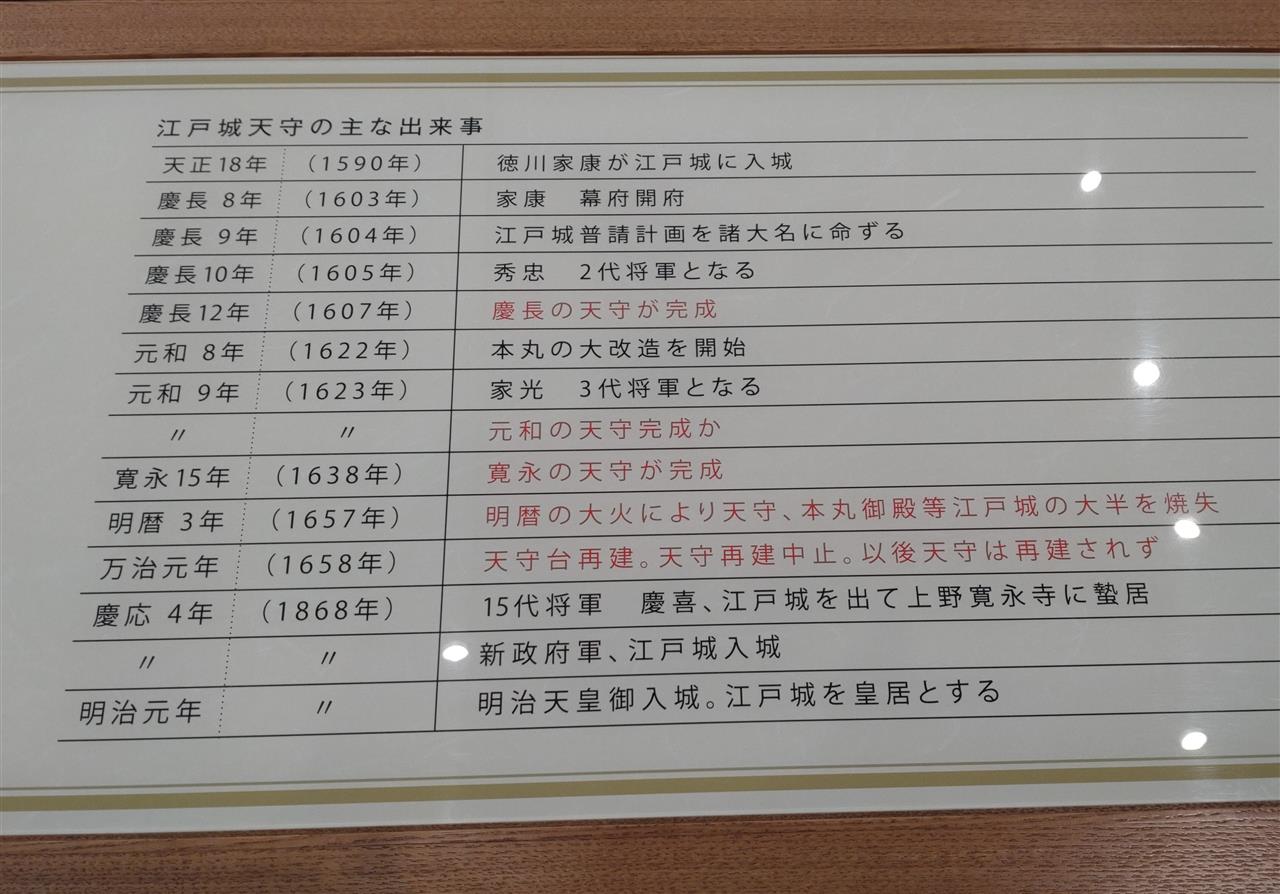 江戸城天守の主な出来事
天正18年 （1590年） 徳川家康が江戸城に入城
慶長 8年 （1603年） 家康　幕府開府
慶長 9年 （1604年） 江戸城普請計画を諸大名に命ずる
慶長10年 （1605年） 秀忠　2代将軍となる
慶長12年 （1607年） 慶長の天守が完成
元和 8年 （1622年） 本丸の大改造を開始
元和 9年 （1623年） 家光　3代将軍となる
〃 〃 元和の天守完成か
寛永15年 （1638年） 寛永の天守が完成
明暦 3年 （1657年） 明暦の大火により天守、本丸御殿等江戸城の大半を焼失
万治元年 （1658年） 天守台再建。天守再建中止。以後天守は再建されず
慶応 4年 （1868年） 15代将軍　慶喜、江戸城を出て上野寛永寺に蟄居
〃 〃 新政府軍、江戸城入城
明治元年 〃 明治天皇御入城。江戸城を皇居とする